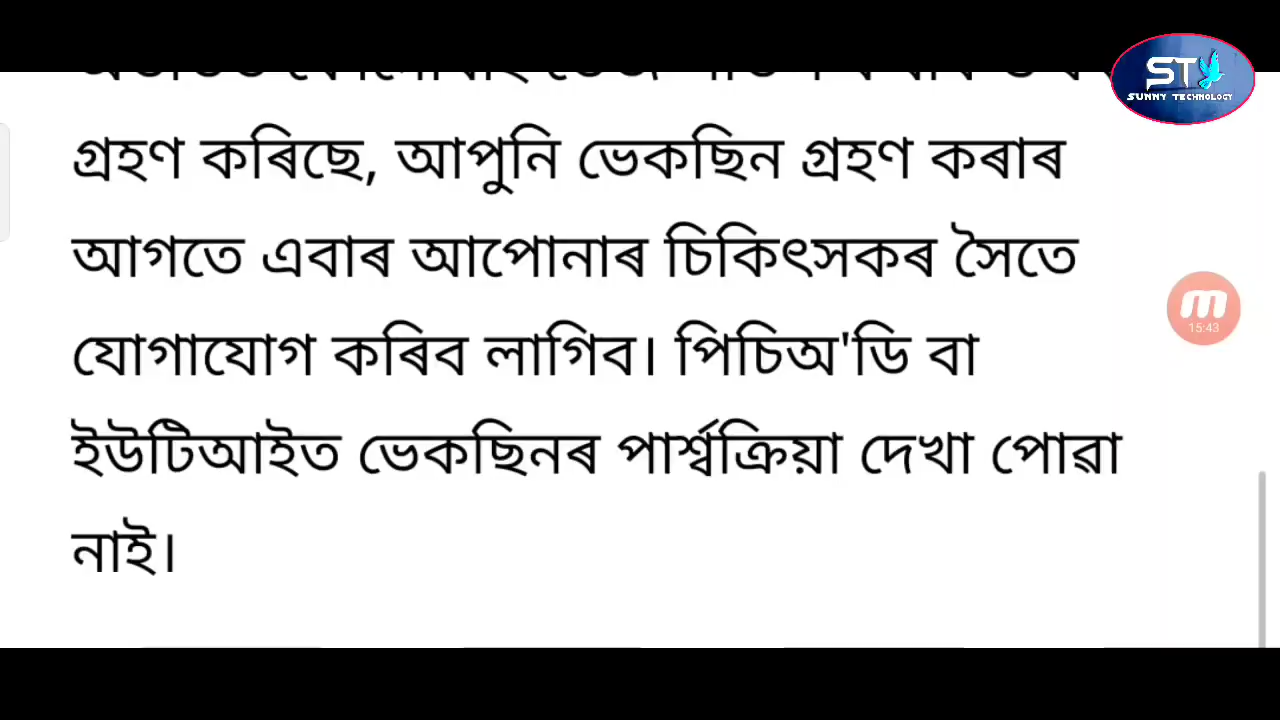 ST
SUNNY TECHNOLOGY
গ্ৰহণ কৰিছে, আপুনি ভেকছিন গ্ৰহণ কৰাৰ
আগতে এবাৰ আপোনাৰ চিকিৎসকৰ সৈতে
যোগাযোগ কৰিব লাগিব। পিচিঅ'ডি বা
15:43
ইউটিআইত ভেকছিনৰ পাৰ্শ্বক্ৰিয়া দেখা পোৱা
নাই।